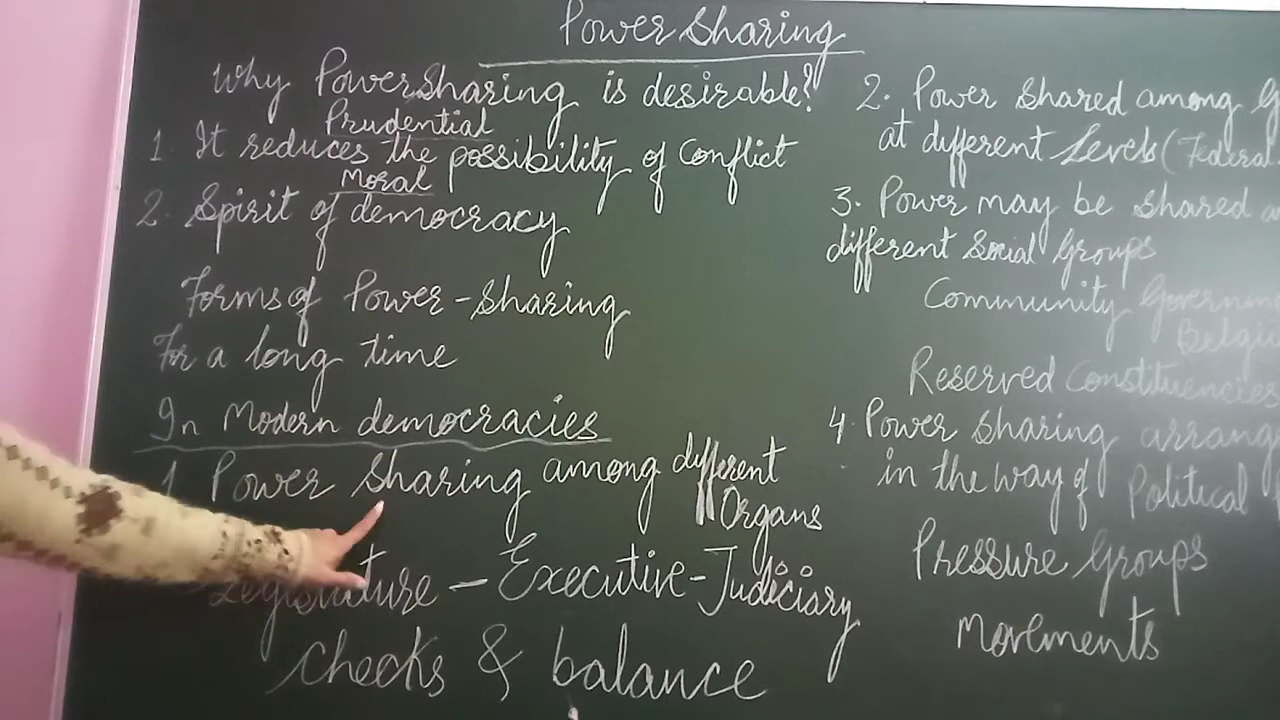 Power Sharing
Why PowerSharing is desirable?
Prudential
1. It reduces the possibility of Conflict
Moral
2. Spirit of democracy
Forms of Power-Sharing
For a long time
In Modern democracies
1 Power Sharing among different
Organs
Legislature - Executive - Judiciary
checks & balance
2. Power Shared among G
at different Levels (Federal
3. Power may be shared a
different Social Groups
Community Governm
Belgiu
Reserved Constituencies
4 Power Sharing arrang
in the way of Political
Pressure Groups
Movements